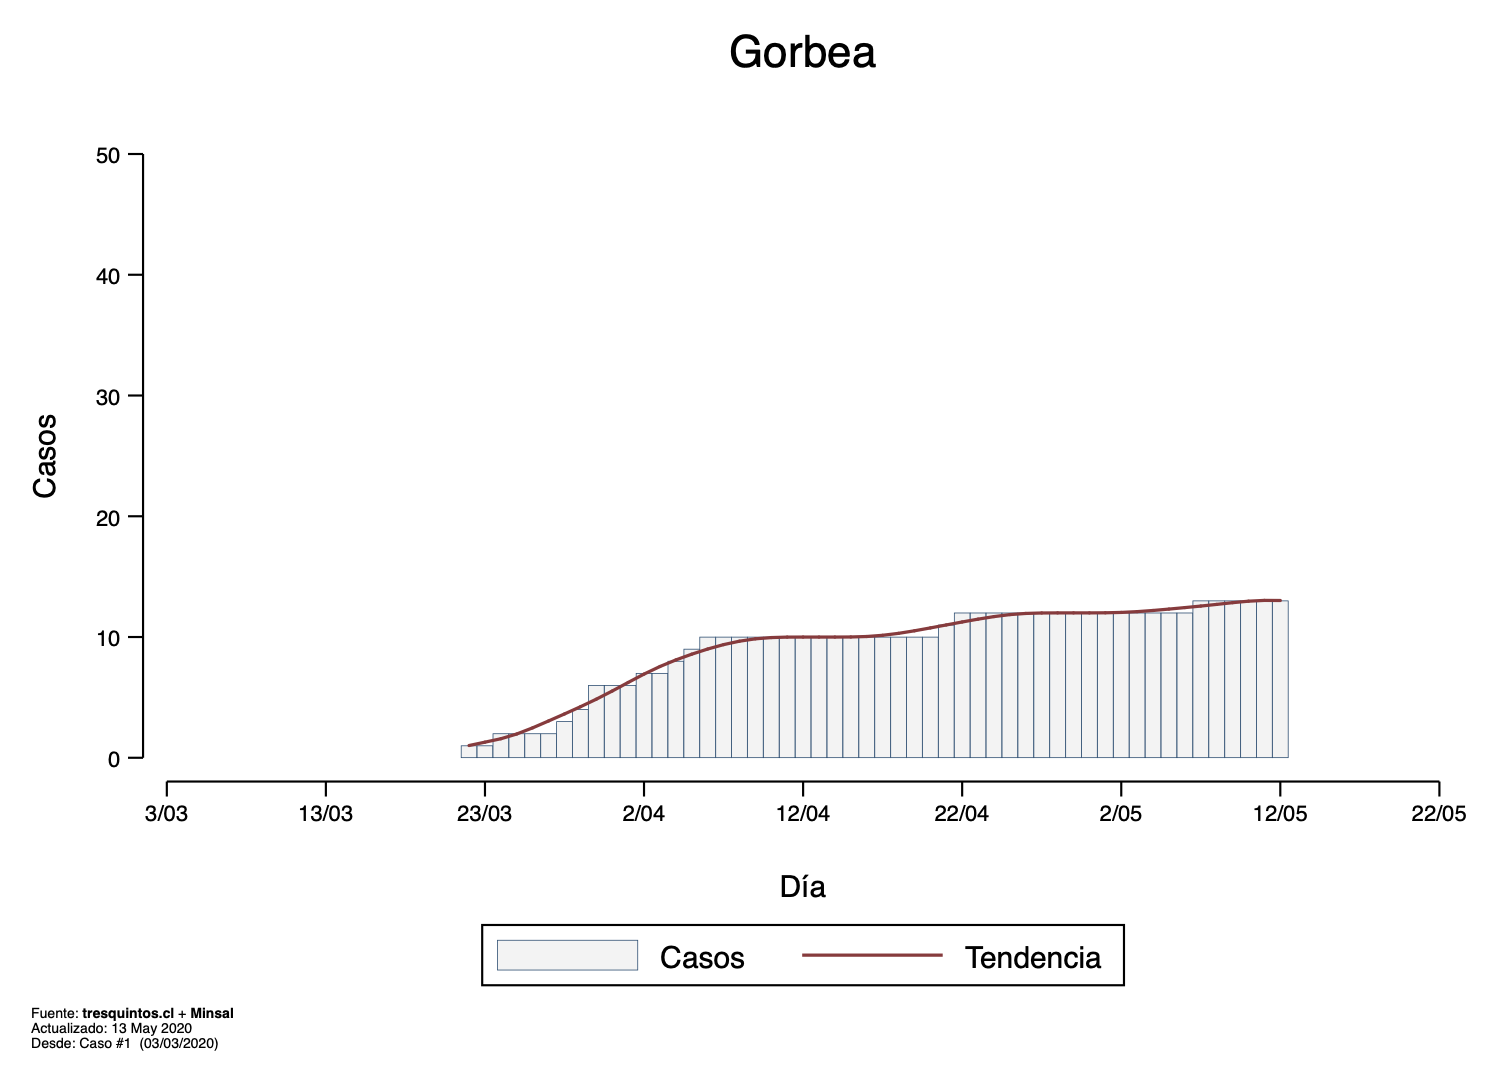 Gorbea
50
40
30
20
10
0
Casos
3/03 13/03 23/03 2/04 12/04 22/04 2/05 12/05 22/05
Día
Casos Tendencia
Fuente: tresquintos.cl + Minsal
Actualizado: 13 May 2020
Desde: Caso #1 (03/03/2020)